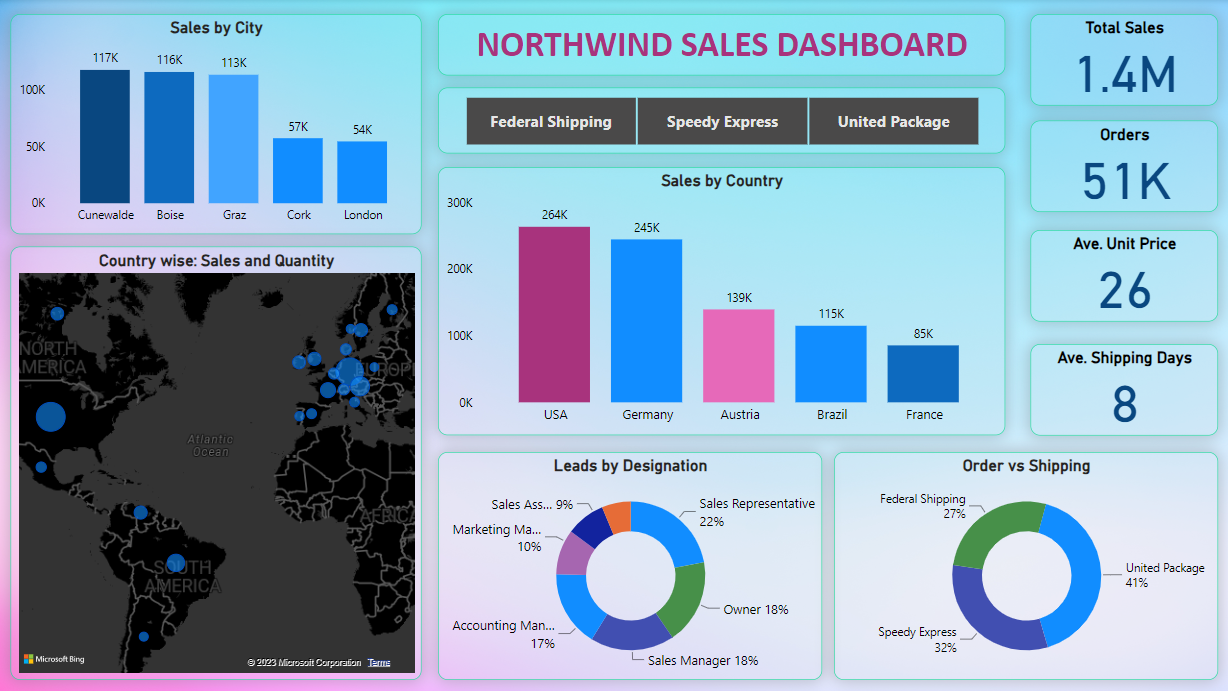 Sales by City
117K
116K
113K
57K
54K
100K
50K
0K
Cunewalde
Boise
Graz
Cork
London
NORTHWIND SALES DASHBOARD
Federal Shipping
Speedy Express
United Package
Total Sales
1.4M
Orders
51K
Ave. Unit Price
26
Ave. Shipping Days
8
Sales by Country
300K
200K
100K
0K
264K
245K
139K
115K
85K
USA
Germany
Austria
Brazil
France
Country wise: Sales and Quantity
NORTH
AMERICA
EUROPE
Atlantic
Ocean
AFRICA
SOUTH
AMERICA
Microsoft Bing
© 2023 Microsoft Corporation Terms
Leads by Designation
Sales Representative
22%
Owner 18%
Sales Manager 18%
Accounting Man...
17%
Marketing Ma...
10%
Sales Ass... 9%
Order vs Shipping
Federal Shipping
27%
United Package
41%
Speedy Express
32%